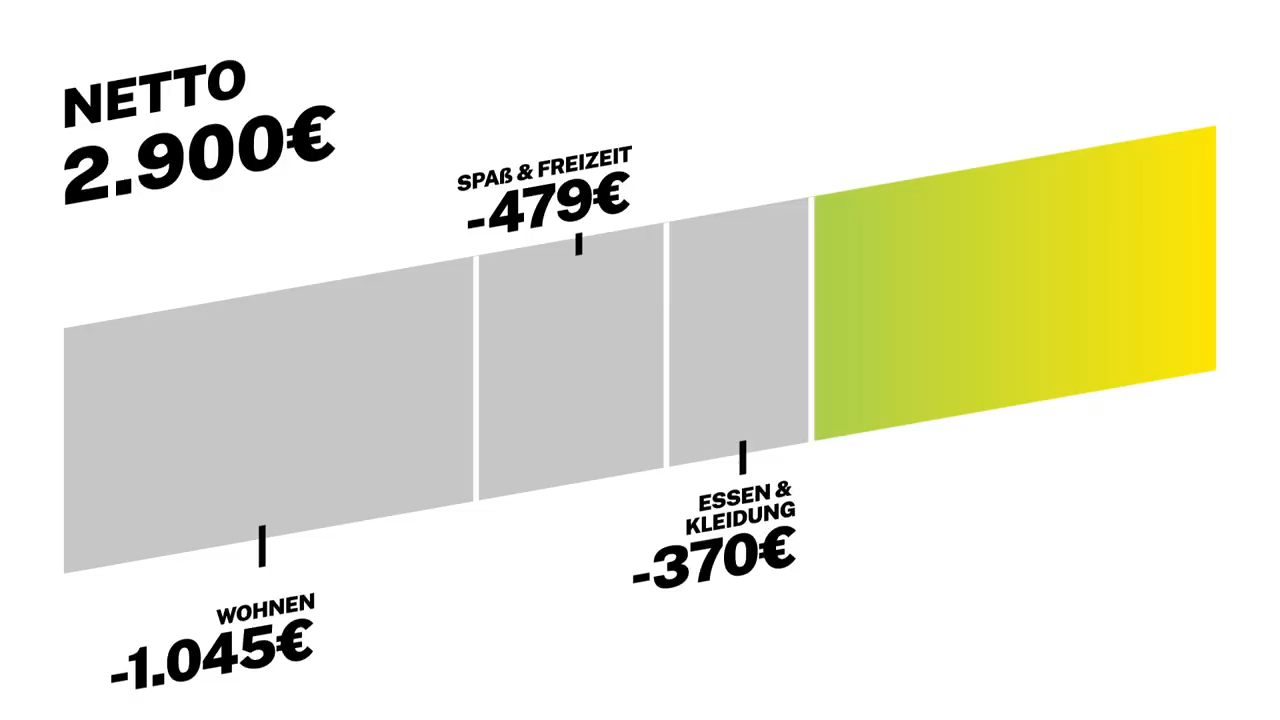 NETTO
2.900€
SPAß & FREIZEIT
-479€
ESSEN &
KLEIDUNG
-370€
WOHNEN
-1.045€